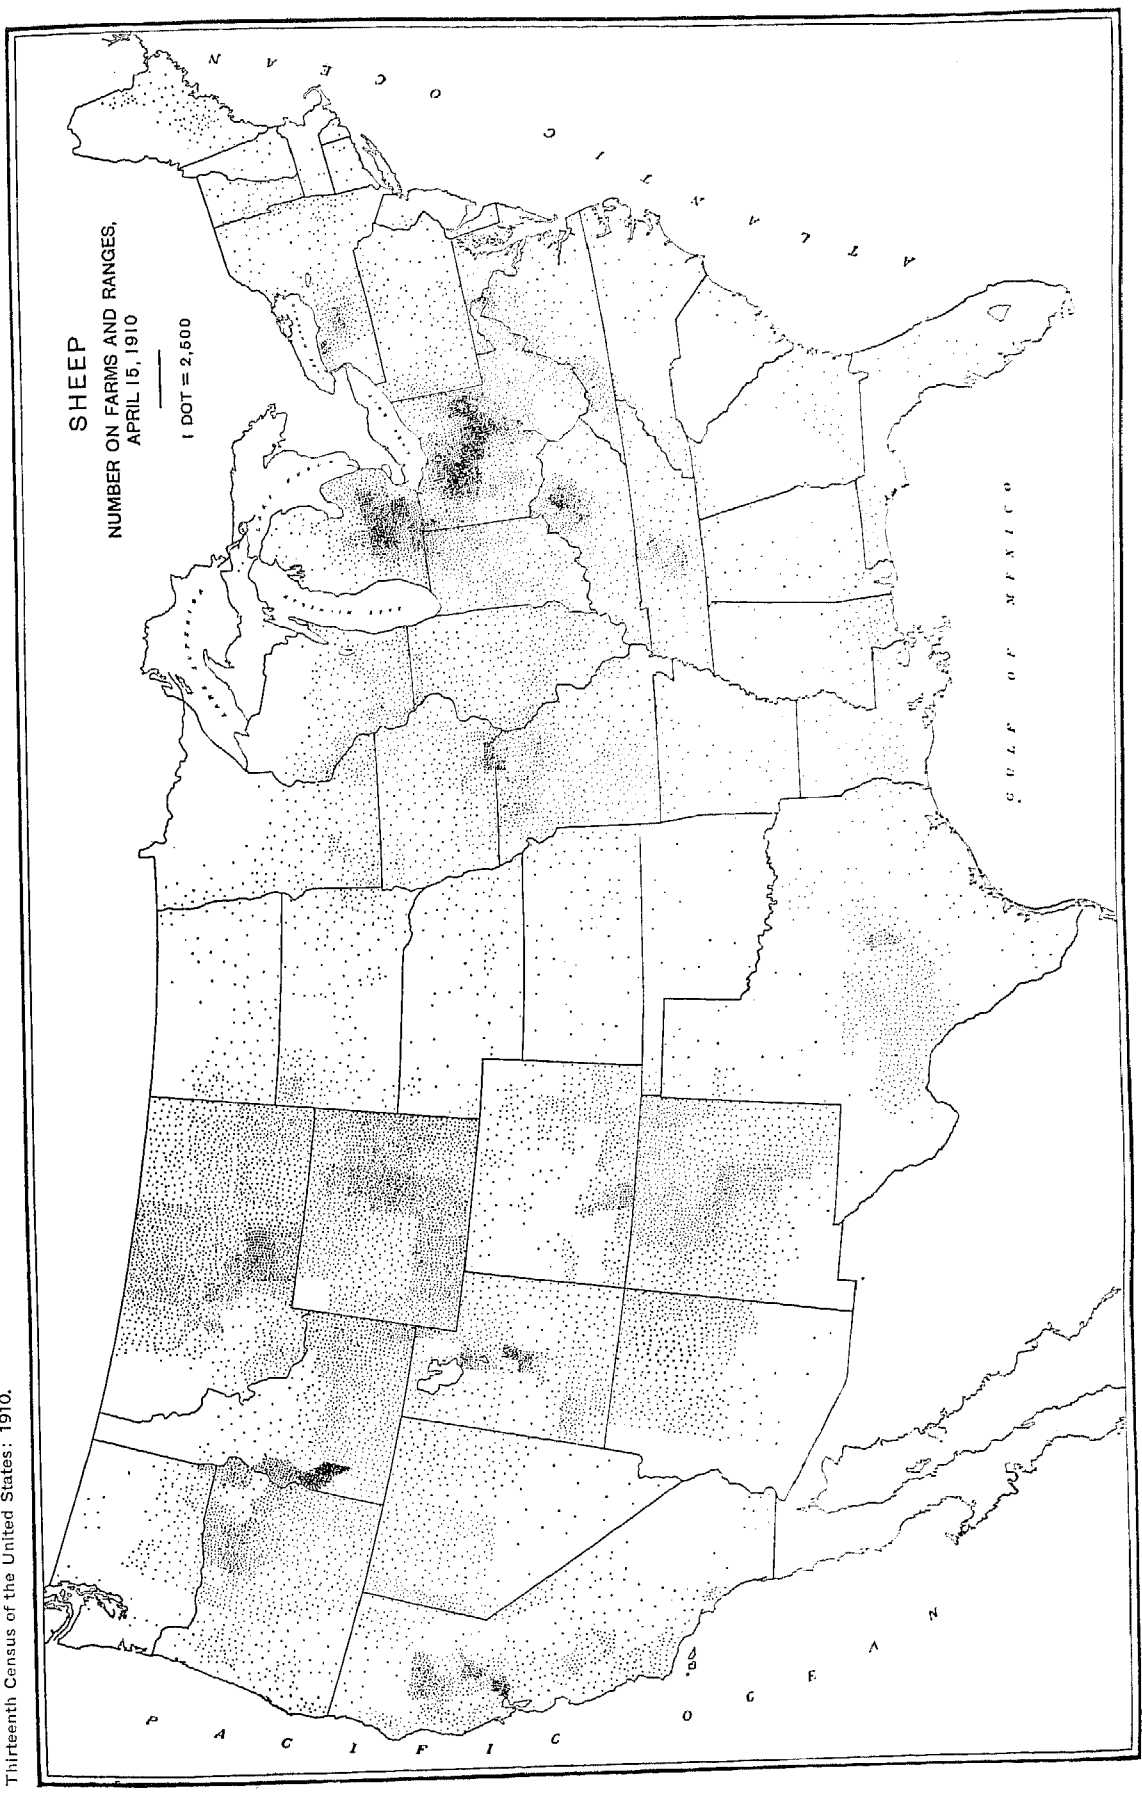 Thirteenth Census of the United States: 1910.
SHEEP
NUMBER ON FARMS AND RANGES,
APRIL 15, 1910
1 DOT = 2,500
ATLANTIC OCEAN
GULF OF MEXICO
PACIFIC OCEAN